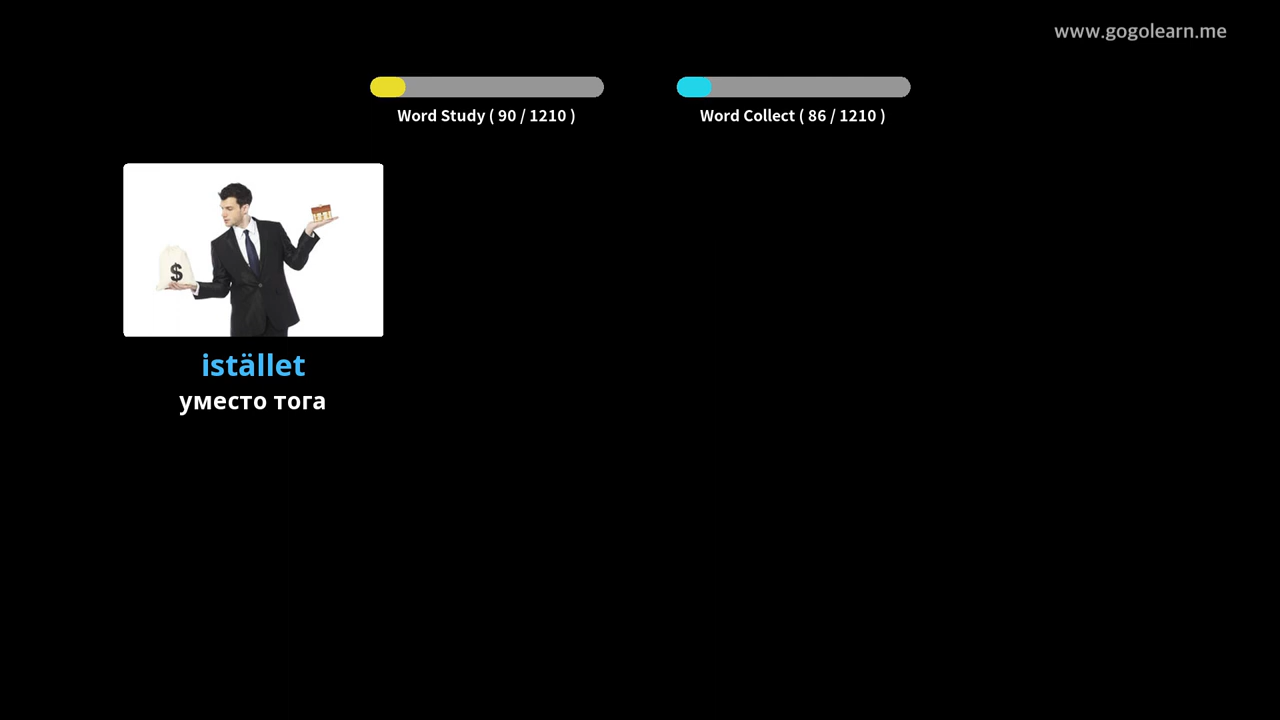 www.gogolearn.me
Word Study ( 90 / 1210 )
Word Collect ( 86 / 1210 )
$
istället
уместо тога